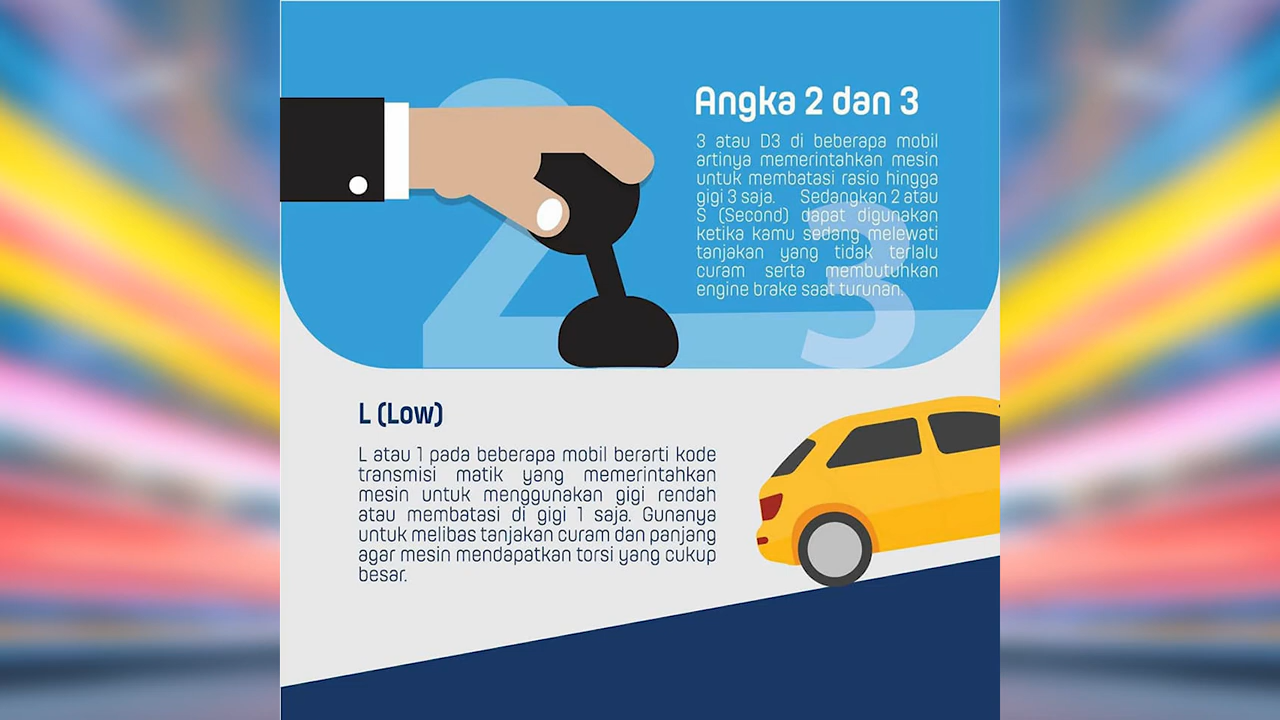 Angka 2 dan 3
3 atau D3 di beberapa mobil
artinya memerintahkan mesin
untuk membatasi rasio hingga
gigi 3 saja. Sedangkan 2 atau
S (Second) dapat digunakan
ketika kamu sedang melewati
tanjakan yang tidak terlalu
curam serta membutuhkan
engine brake saat turunan.
2
3
L (Low)
L atau 1 pada beberapa mobil berarti kode
transmisi matik yang memerintahkan
mesin untuk menggunakan gigi rendah
atau membatasi di gigi 1 saja. Gunanya
untuk melibas tanjakan curam dan panjang
agar mesin mendapatkan torsi yang cukup
besar.